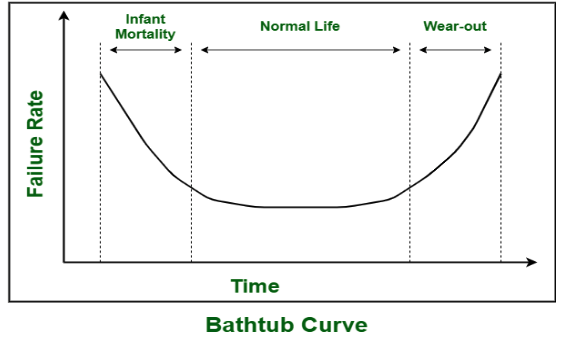 Infant
Mortality
Normal Life
Wear-out
Failure Rate
Time
Bathtub Curve